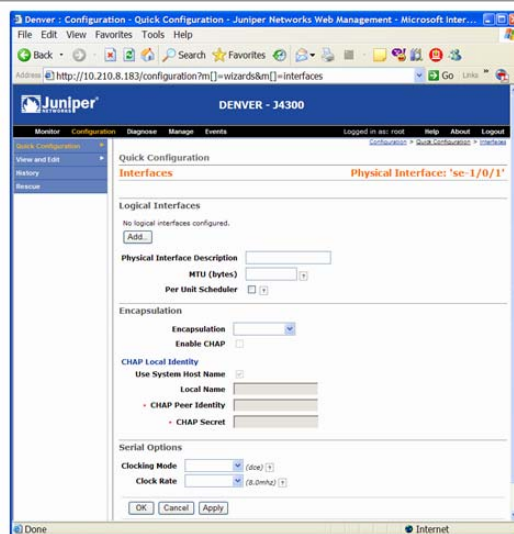 Denver : Configuration - Quick Configuration - Juniper Networks Web Management - Microsoft Inter...
File Edit View Favorites Tools Help
Back Search Favorites
Address http://10.210.8.183/configuration?m[]=wizards&m[]=interfaces Go Links »
Juniper NETWORKS DENVER - J4300
Monitor Configuration Diagnose Manage Events Logged in as: root Help About Logout
Quick Configuration
View and Edit
History
Rescue
Configuration > Quick Configuration > Interfaces
Quick Configuration
Interfaces Physical Interface: 'se-1/0/1'
Logical Interfaces
No logical interfaces configured.
Add...
Physical Interface Description
MTU (bytes) ?
Per Unit Scheduler ?
Encapsulation
Encapsulation
Enable CHAP
CHAP Local Identity
Use System Host Name
Local Name
• CHAP Peer Identity
• CHAP Secret
Serial Options
Clocking Mode (dce) ?
Clock Rate (8.0mhz) ?
OK Cancel Apply
Done Internet